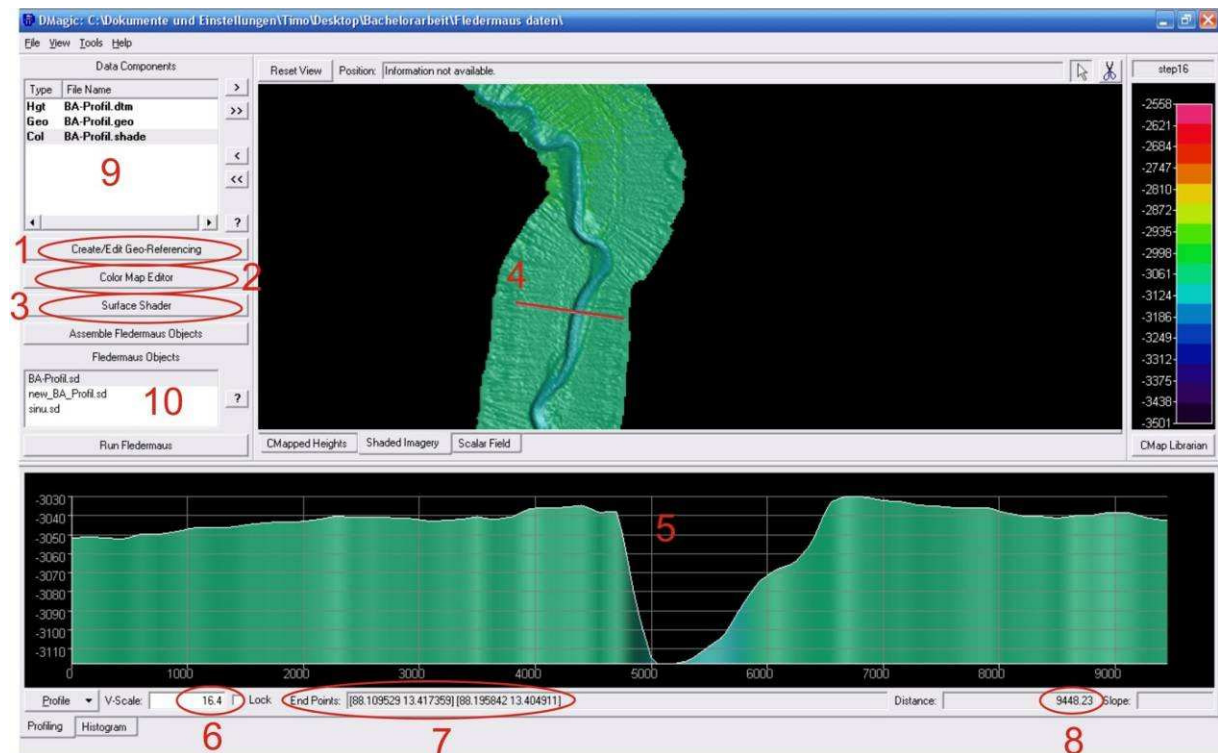 DMagic: C:\Dokumente und Einstellungen\Timo\Desktop\Bachelorarbeit\Fledermaus daten\
File View Tools Help
Data Components
Type File Name
Hgt BA-Profil.dtm
Geo BA-Profil.geo
Col BA-Profil.shade
9
>
>>
<
<<
?
1 Create/Edit Geo-Referencing
Color Map Editor 2
3 Surface Shader
Assemble Fledermaus Objects
Fledermaus Objects
BA-Profil.sd
new_BA_Profil.sd
sinu.sd
10
?
Run Fledermaus
Reset View Position: Information not available.
4
CMapped Heights Shaded Imagery Scalar Field
step16
-2558
-2621
-2684
-2747
-2810
-2872
-2935
-2998
-3061
-3124
-3186
-3249
-3312
-3375
-3438
-3501
CMap Librarian
-3030
-3040
-3050
-3060
-3070
-3080
-3090
-3100
-3110
5
0 1000 2000 3000 4000 5000 6000 7000 8000 9000
Profile V-Scale: 16.4 Lock End Points: [88.109529 13.417359] [88.195842 13.404911] Distance: 9448.23 Slope:
Profiling Histogram
6 7 8